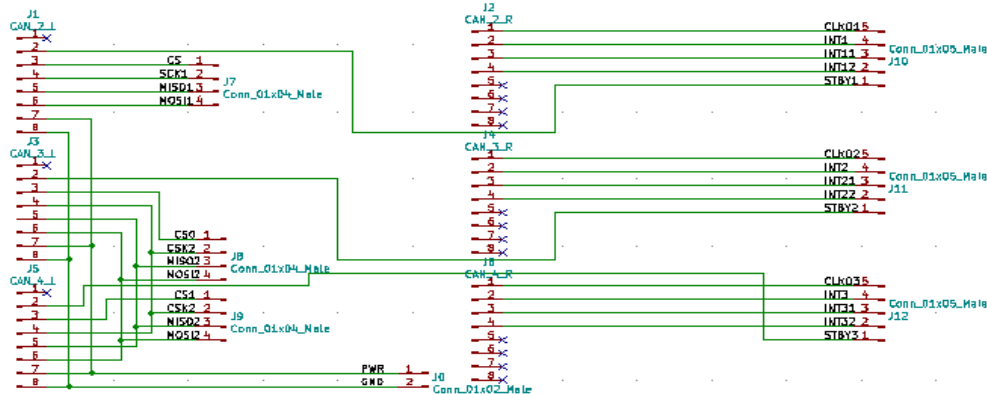 J1
CAN_2_L
1
2
3
4
5
6
7
8
CS 1
SCK1 2
MISO1 3
MOSI1 4
J7
Conn_01x04_Male
J2
CAN_2_R
1
2
3
4
5
6
7
8
CLKO1 5
INT1 4
INT11 3
INT12 2
STBY1 1
Conn_01x05_Male
J10
J3
CAN_3_L
1
2
3
4
5
6
7
8
CS0 1
CSK2 2
MISO2 3
MOSI2 4
J8
Conn_01x04_Male
J4
CAN_3_R
1
2
3
4
5
6
7
8
CLKO2 5
INT2 4
INT21 3
INT22 2
STBY2 1
Conn_01x05_Male
J11
J5
CAN_4_L
1
2
3
4
5
6
7
8
CS1 1
CSK2 2
MISO2 3
MOSI2 4
J9
Conn_01x04_Male
PWR 1
GND 2
Conn_01x02_Male
CAN_4_R
1
2
3
4
5
6
7
8
CLKO3 5
INT3 4
INT31 3
INT32 2
STBY3 1
Conn_01x05_Male
J12